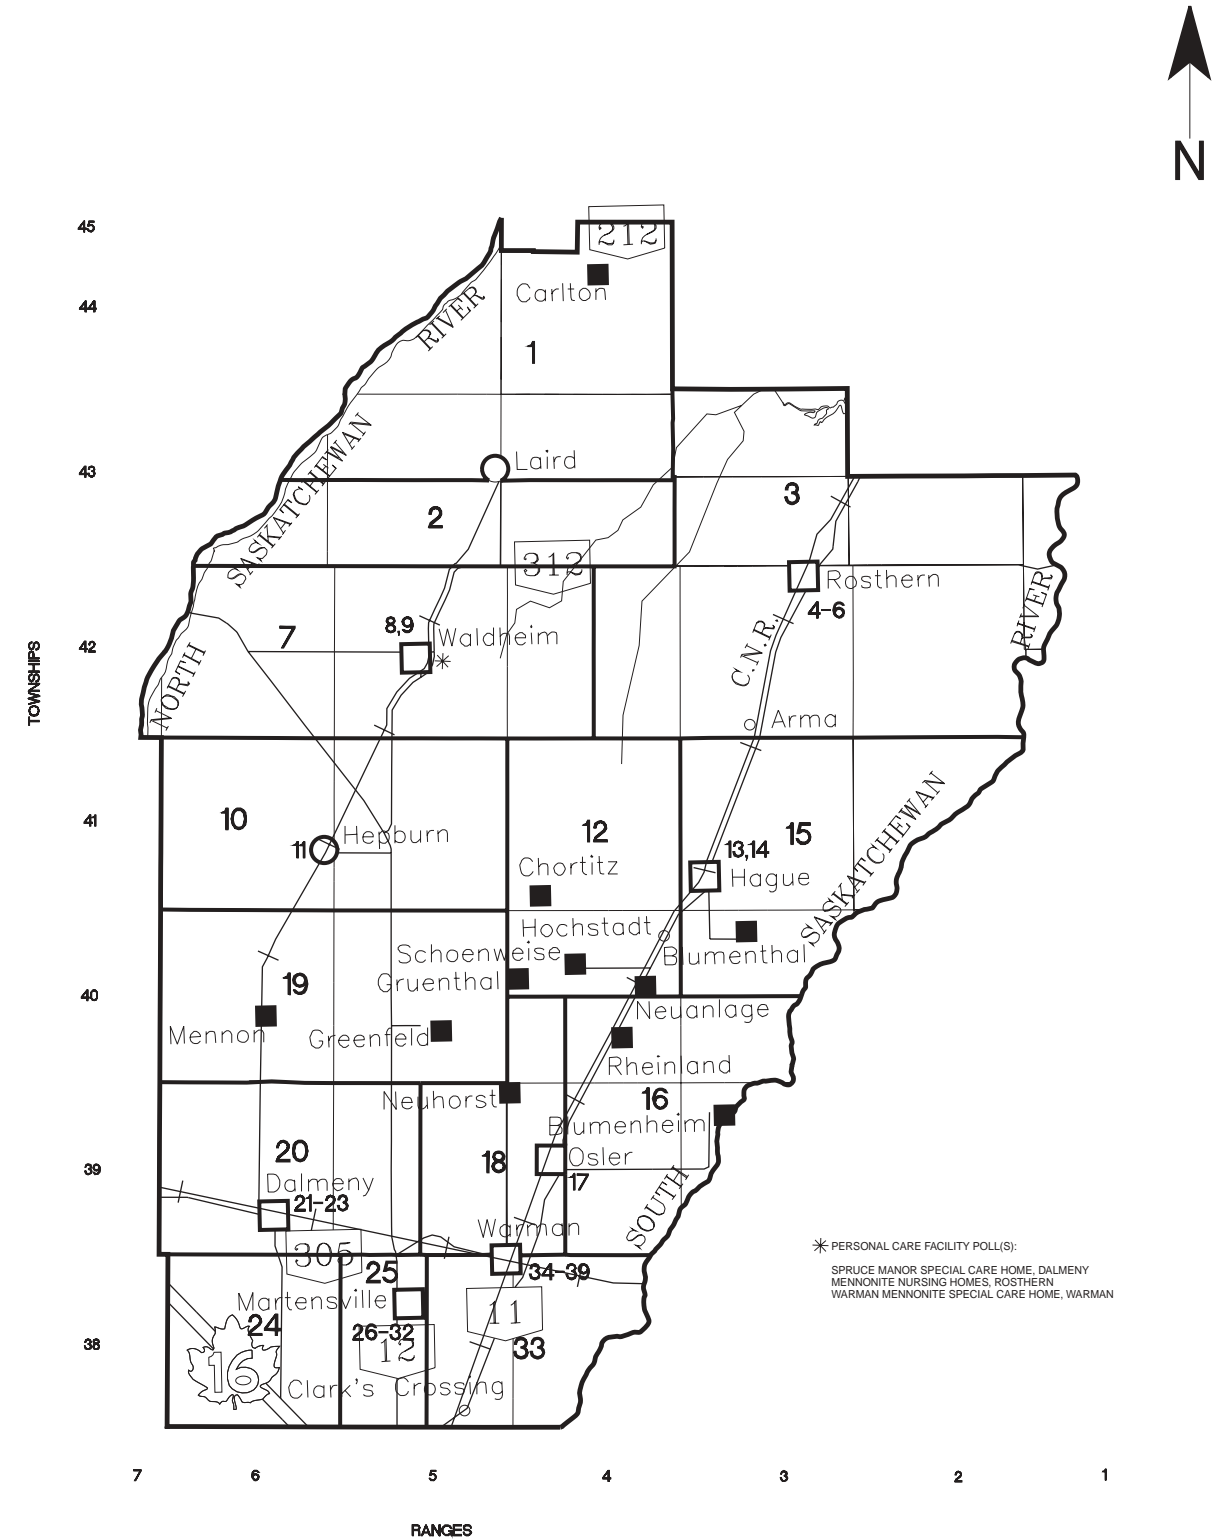 N
45
212
44
Carlton
RIVER
1
43
Laird
SASKATCHEWAN
2
3
312
Rosthern
4-6
RIVER
TOWNSHIPS
42
7
8,9
Waldheim
C.N.R.
NORTH
Arma
41
10
12
13,14
15
11
Hepburn
Chortitz
Hague
SASKATCHEWAN
Hochstadt
Schoenweise
Blumenthal
Gruenthal
40
19
Neuanlage
Mennon
Greenfeld
Rheinland
Neuhorst
16
Blumenheim
39
20
18
Osler
17
Dalmeny
21-23
SOUTH
Warman
305
34-39
25
Martensville
11
24
26-32
38
12
33
16
Clark's Crossing
PERSONAL CARE FACILITY POLL(S):
SPRUCE MANOR SPECIAL CARE HOME, DALMENY
MENNONITE NURSING HOMES, ROSTHERN
WARMAN MENNONITE SPECIAL CARE HOME, WARMAN
7 6 5 4 3 2 1
RANGES